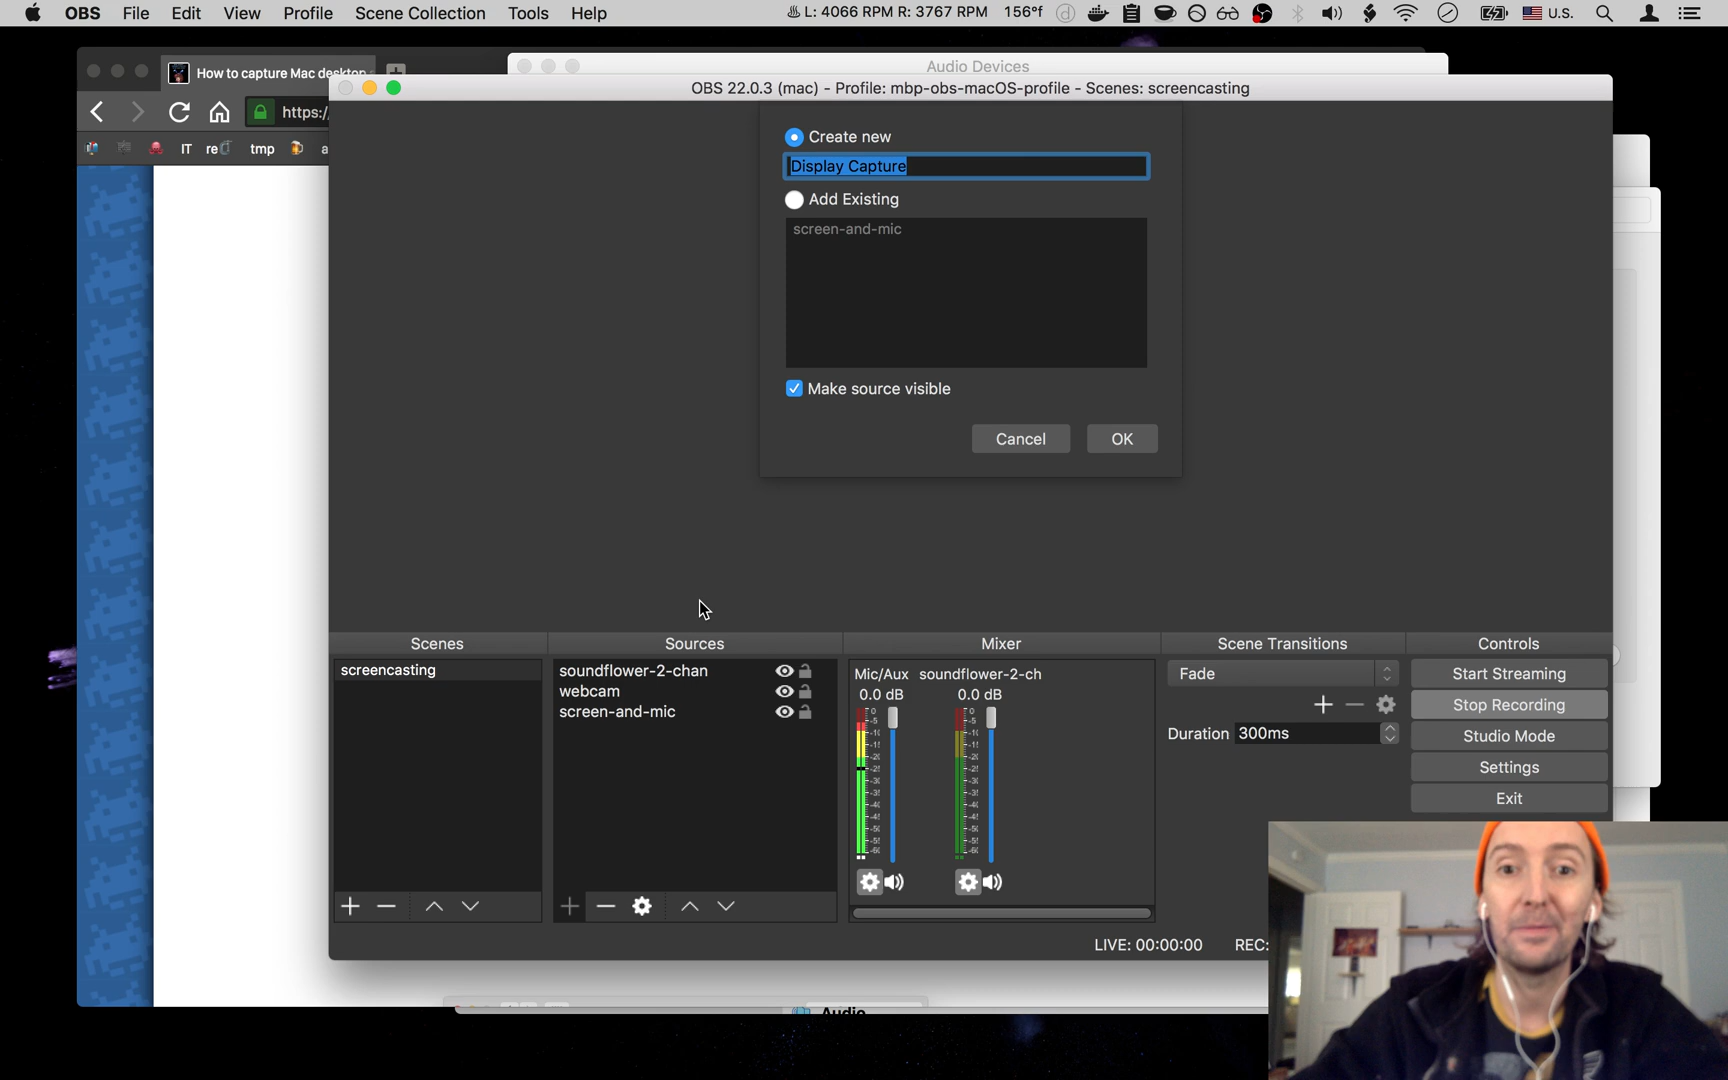 OBS File Edit View Profile Scene Collection Tools Help L: 4066 RPM R: 3767 RPM 156°f U.S.
How to capture Mac desktop
Audio Devices
OBS 22.0.3 (mac) - Profile: mbp-obs-macOS-profile - Scenes: screencasting
https:/
IT re tmp a
Create new
Display Capture
Add Existing
screen-and-mic
Make source visible
Cancel OK
Scenes Sources Mixer Scene Transitions Controls
screencasting
soundflower-2-chan
webcam
screen-and-mic
Mic/Aux soundflower-2-ch
0.0 dB 0.0 dB
Fade
Duration 300ms
Start Streaming
Stop Recording
Studio Mode
Settings
Exit
LIVE: 00:00:00 REC:
Audio